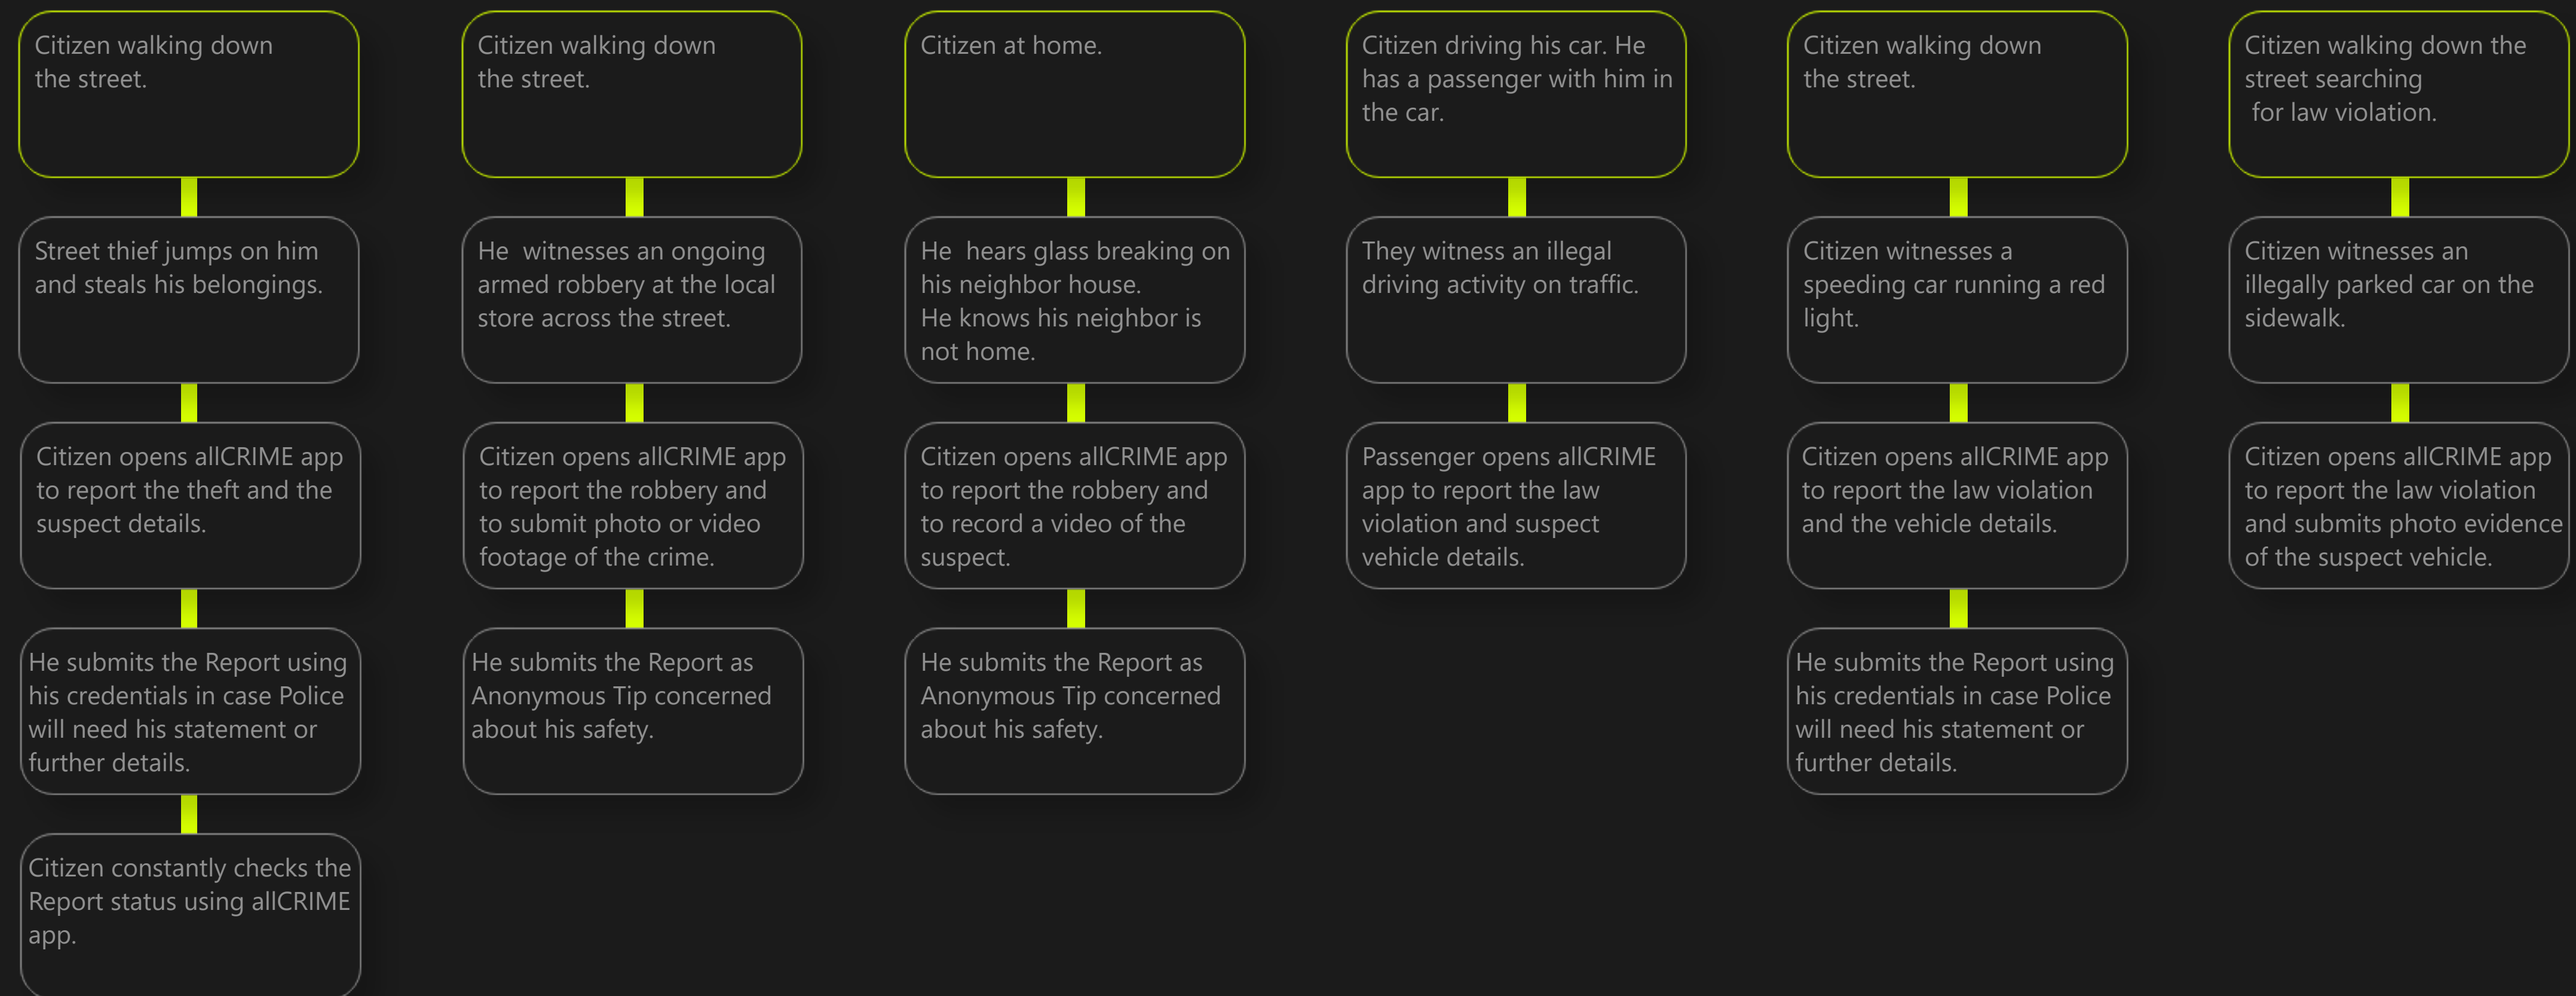 Citizen walking down
the street.
Street thief jumps on him
and steals his belongings.
Citizen opens allCRIME app
to report the theft and the
suspect details.
He submits the Report using
his credentials in case Police
will need his statement or
further details.
Citizen constantly checks the
Report status using allCRIME
app.
Citizen walking down
the street.
He  witnesses an ongoing
armed robbery at the local
store across the street.
Citizen opens allCRIME app
to report the robbery and
to submit photo or video
footage of the crime.
He submits the Report as
Anonymous Tip concerned
about his safety.
Citizen at home.
He  hears glass breaking on
his neighbor house.
He knows his neighbor is
not home.
Citizen opens allCRIME app
to report the robbery and
to record a video of the
suspect.
He submits the Report as
Anonymous Tip concerned
about his safety.
Citizen driving his car. He
has a passenger with him in
the car.
They witness an illegal
driving activity on traffic.
Passenger opens allCRIME
app to report the law
violation and suspect
vehicle details.
Citizen walking down
the street.
Citizen witnesses a
speeding car running a red
light.
Citizen opens allCRIME app
to report the law violation
and the vehicle details.
He submits the Report using
his credentials in case Police
will need his statement or
further details.
Citizen walking down the
street searching
for law violation.
Citizen witnesses an
illegally parked car on the
sidewalk.
Citizen opens allCRIME app
to report the law violation
and submits photo evidence
of the suspect vehicle.